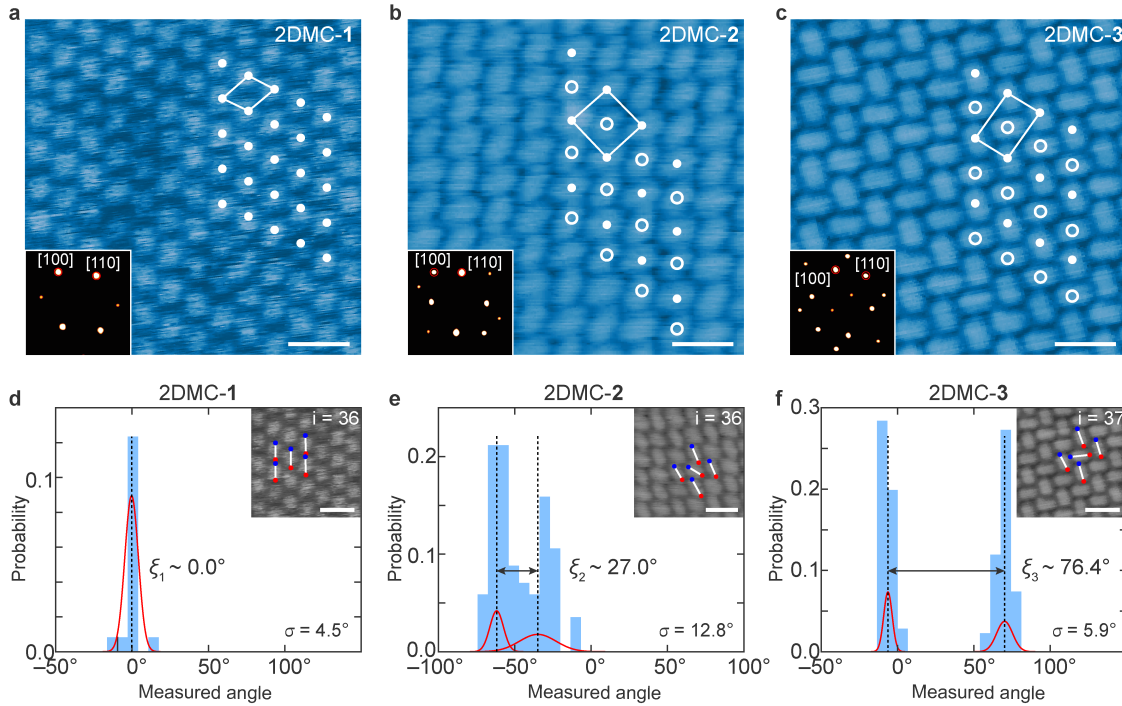 a
2DMC-1
[100]
[110]
b
2DMC-2
[100]
[110]
c
2DMC-3
[100]
[110]
d
2DMC-1
i = 36
Probability
0.1
0.0
ξ1 ~ 0.0°
σ = 4.5°
–50° 0 50° 100°
Measured angle
e
2DMC-2
i = 36
Probability
0.2
0.1
0.0
ξ2 ~ 27.0°
σ = 12.8°
–100° –50° 0 50° 100°
Measured angle
f
2DMC-3
i = 37
Probability
0.3
0.2
0.1
0.0
ξ3 ~ 76.4°
σ = 5.9°
–50° 0 50° 100°
Measured angle